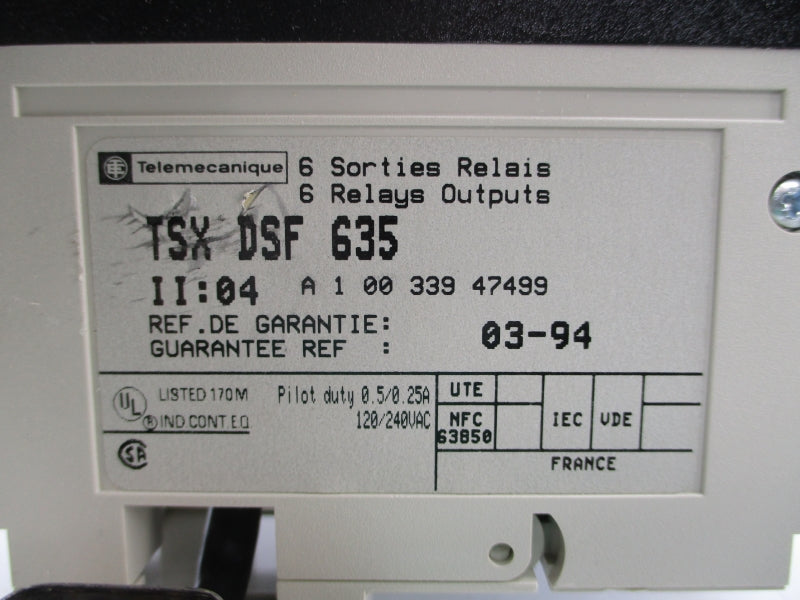 Telemecanique 6 Sorties Relais
6 Relays Outputs
TSX DSF 635
II:04 A 1 00 339 47499
REF.DE GARANTIE:
GUARANTEE REF :
03-94
UL ® LISTED 170M
IND CONT.EQ
SA
Pilot duty 0.5/0.25A
120/240VAC
UTE
NFC
63850
IEC VDE
FRANCE